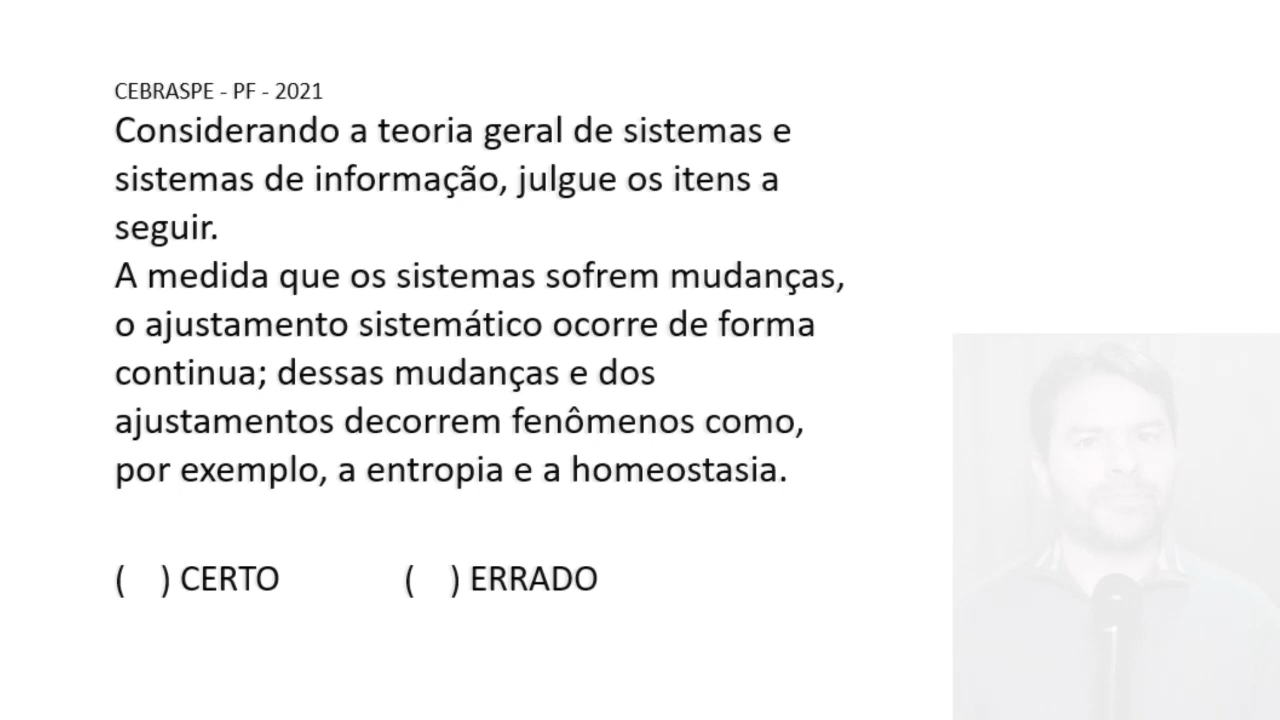 CEBRASPE - PF - 2021
Considerando a teoria geral de sistemas e
sistemas de informação, julgue os itens a
seguir.
A medida que os sistemas sofrem mudanças,
o ajustamento sistemático ocorre de forma
continua; dessas mudanças e dos
ajustamentos decorrem fenômenos como,
por exemplo, a entropia e a homeostasia.
( ) CERTO ( ) ERRADO